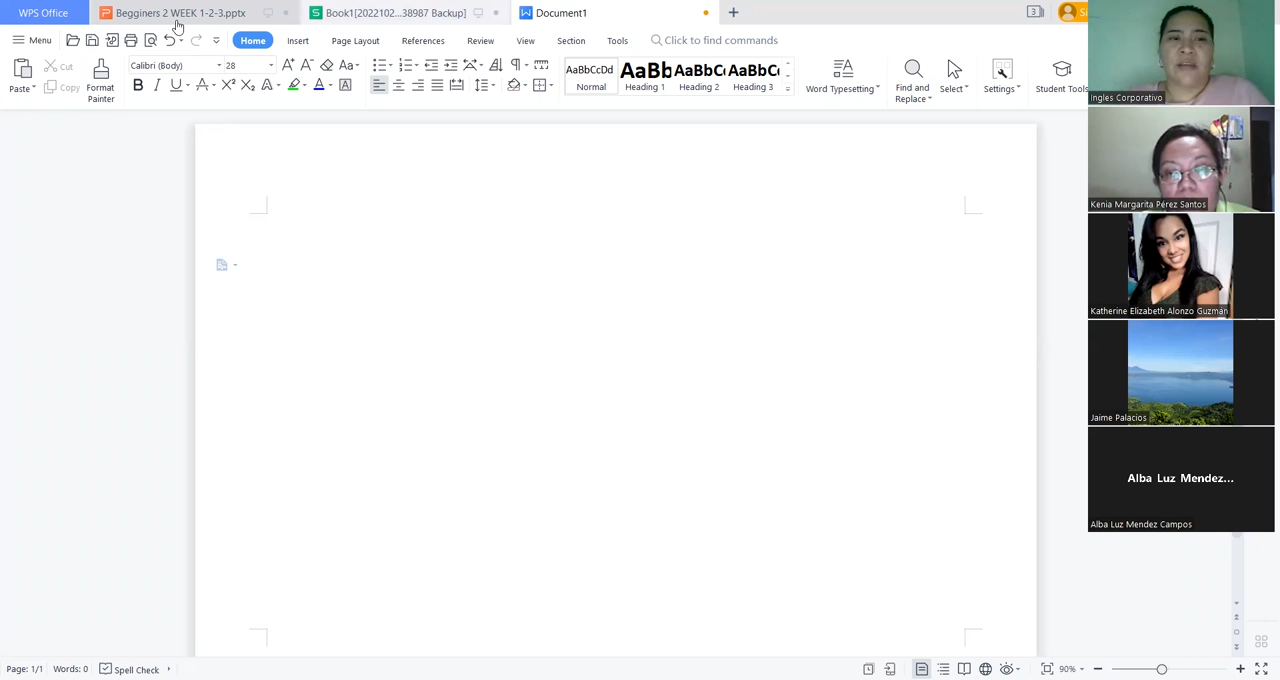 WPS Office
Begginers 2 WEEK 1-2-3.pptx
Book1[2022102...38987 Backup]
Document1
3
Menu
Home
Insert
Page Layout
References
Review
View
Section
Tools
Click to find commands
Paste
Cut
Copy
Format
Painter
Calibri (Body)
28
AaBbCcDd
Normal
Heading 1
Heading 2
Heading 3
Word Typesetting
Find and
Replace
Select
Settings
Student Tools
Ingles Corporativo
Kenia Margarita Pérez Santos
Katherine Elizabeth Alonzo Guzmán
Jaime Palacios
Alba Luz Mendez...
Alba Luz Mendez Campos
Page: 1/1
Words: 0
Spell Check
90%